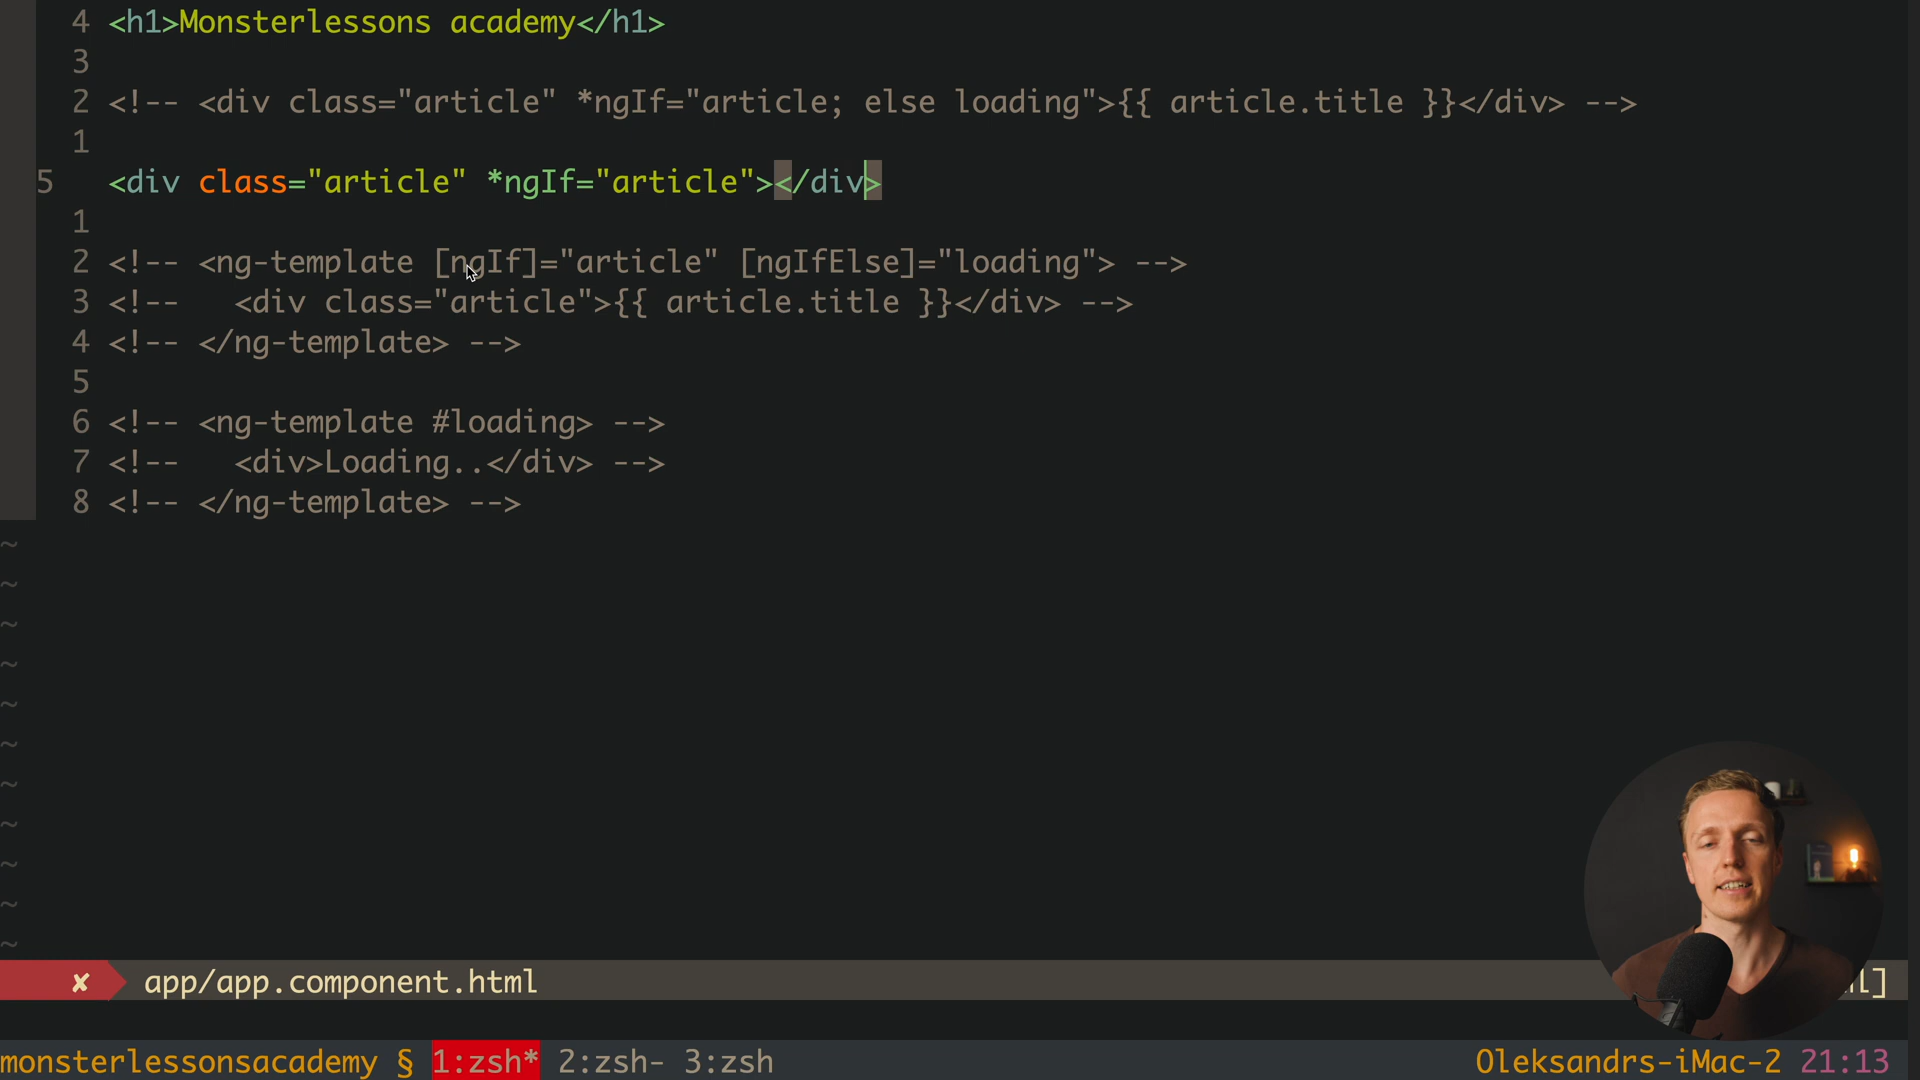 4 <h1>Monsterlessons academy</h1>
3
2 <!-- <div class="article" *ngIf="article; else loading">{{ article.title }}</div> -->
1
5 <div class="article" *ngIf="article"></div>
1
2 <!-- <ng-template [ngIf]="article" [ngIfElse]="loading"> -->
3 <!--   <div class="article">{{ article.title }}</div> -->
4 <!-- </ng-template> -->
5
6 <!-- <ng-template #loading> -->
7 <!--   <div>Loading..</div> -->
8 <!-- </ng-template> -->
~
~
~
~
~
~
~
~
~
~
~
✘ app/app.component.html l]
monsterlessonsacademy § 1:zsh* 2:zsh- 3:zsh Oleksandrs-iMac-2 21:13